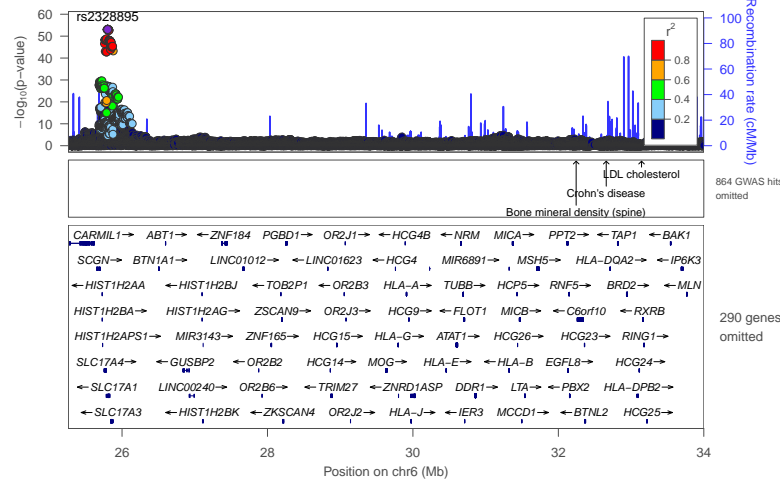 rs2328895
60
50
40
30
20
10
0
−log10(p−value)
100
80
60
40
20
0
Recombination rate (cM/Mb)
r2
0.8
0.6
0.4
0.2
LDL cholesterol
Crohn's disease
Bone mineral density (spine)
864 GWAS hits
omitted
CARMIL1→ ABT1→ ←ZNF184 PGBD1→ OR2J1→ ←HCG4B ←NRM MICA→ PPT2→ TAP1→ BAK1→
SCGN→ BTN1A1→ LINC01012→ LINC01623→ HCG4→ MIR6891→ MSH5→ HLA−DQA2→ ←IP6K3
←HIST1H2AA ←HIST1H2BJ ←TOB2P1 ←OR2B3 HLA−A→ TUBB→ HCP5→ RNF5→ BRD2→ ←MLN
HIST1H2BA→ HIST1H2AG→ ZSCAN9→ OR2J3→ HCG9→ ←FLOT1 MICB→ ←C6orf10 ←RXRB
HIST1H2APS1→ MIR3143→ ZNF165→ HCG15→ HLA−G→ ATAT1→ HCG26→ HCG23→ RING1→
SLC17A4→ ←GUSBP2 ←OR2B2 HCG14→ MOG→ ←HLA−E→ ←HLA−B EGFL8→ HCG24→
←SLC17A1 LINC00240→ ←OR2B6→ ←TRIM27 ←ZNRD1ASP DDR1→ LTA→ ←PBX2 HLA−DPB2→
←SLC17A3 ←HIST1H2BK ←ZKSCAN4 ←OR2J2→ HLA−J→ ←IER3 MCCD1→ ←BTNL2 HCG25→
290 genes
omitted
26
28
30
32
34
Position on chr6 (Mb)